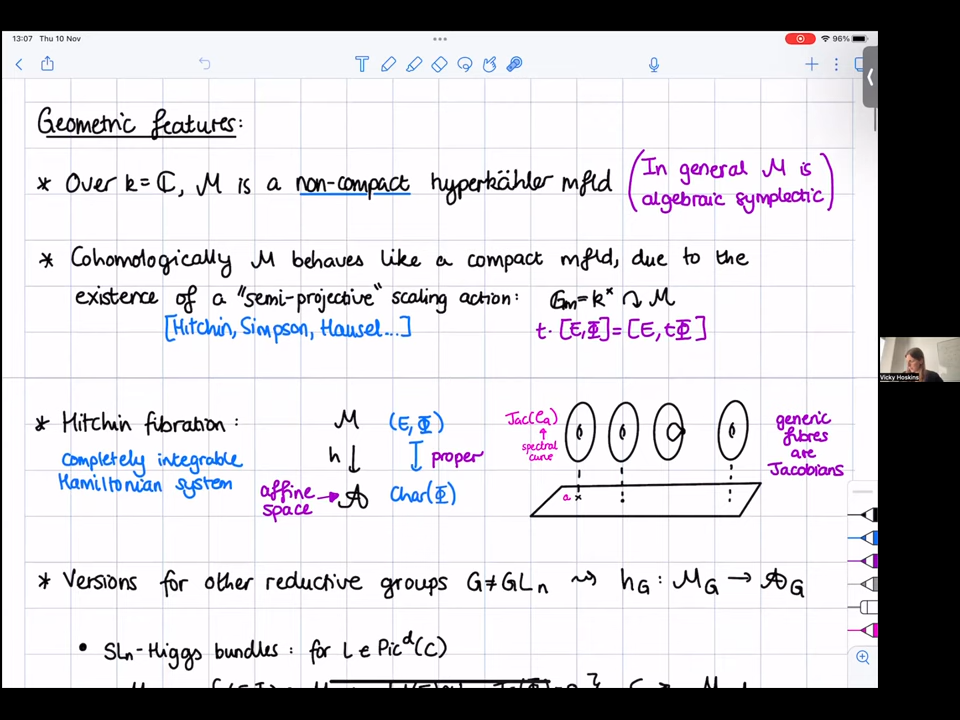 13:07 Thu 10 Nov
96%
Geometric features:
* Over k = ℂ, M is a non-compact hyperkähler mfld (In general M is algebraic symplectic)
* Cohomologically M behaves like a compact mfld, due to the
existence of a "semi-projective" scaling action: 𝔾m = k^× ↷ M
[Hitchin, Simpson, Hausel...] t·[E,Φ] = [E,tΦ]
* Hitchin fibration:
completely integrable
Hamiltonian system
M (E,Φ)
h ↓ proper
affine space → A Char(Φ)
Jac(Ca)
↑
spectral
curve
a ×
generic
fibres
are
Jacobians
* Versions for other reductive groups G ≠ GLn ⇝ hG : MG → AG
• SLn-Higgs bundles: for L ∈ Pic^d(C)
Vicky Hoskins